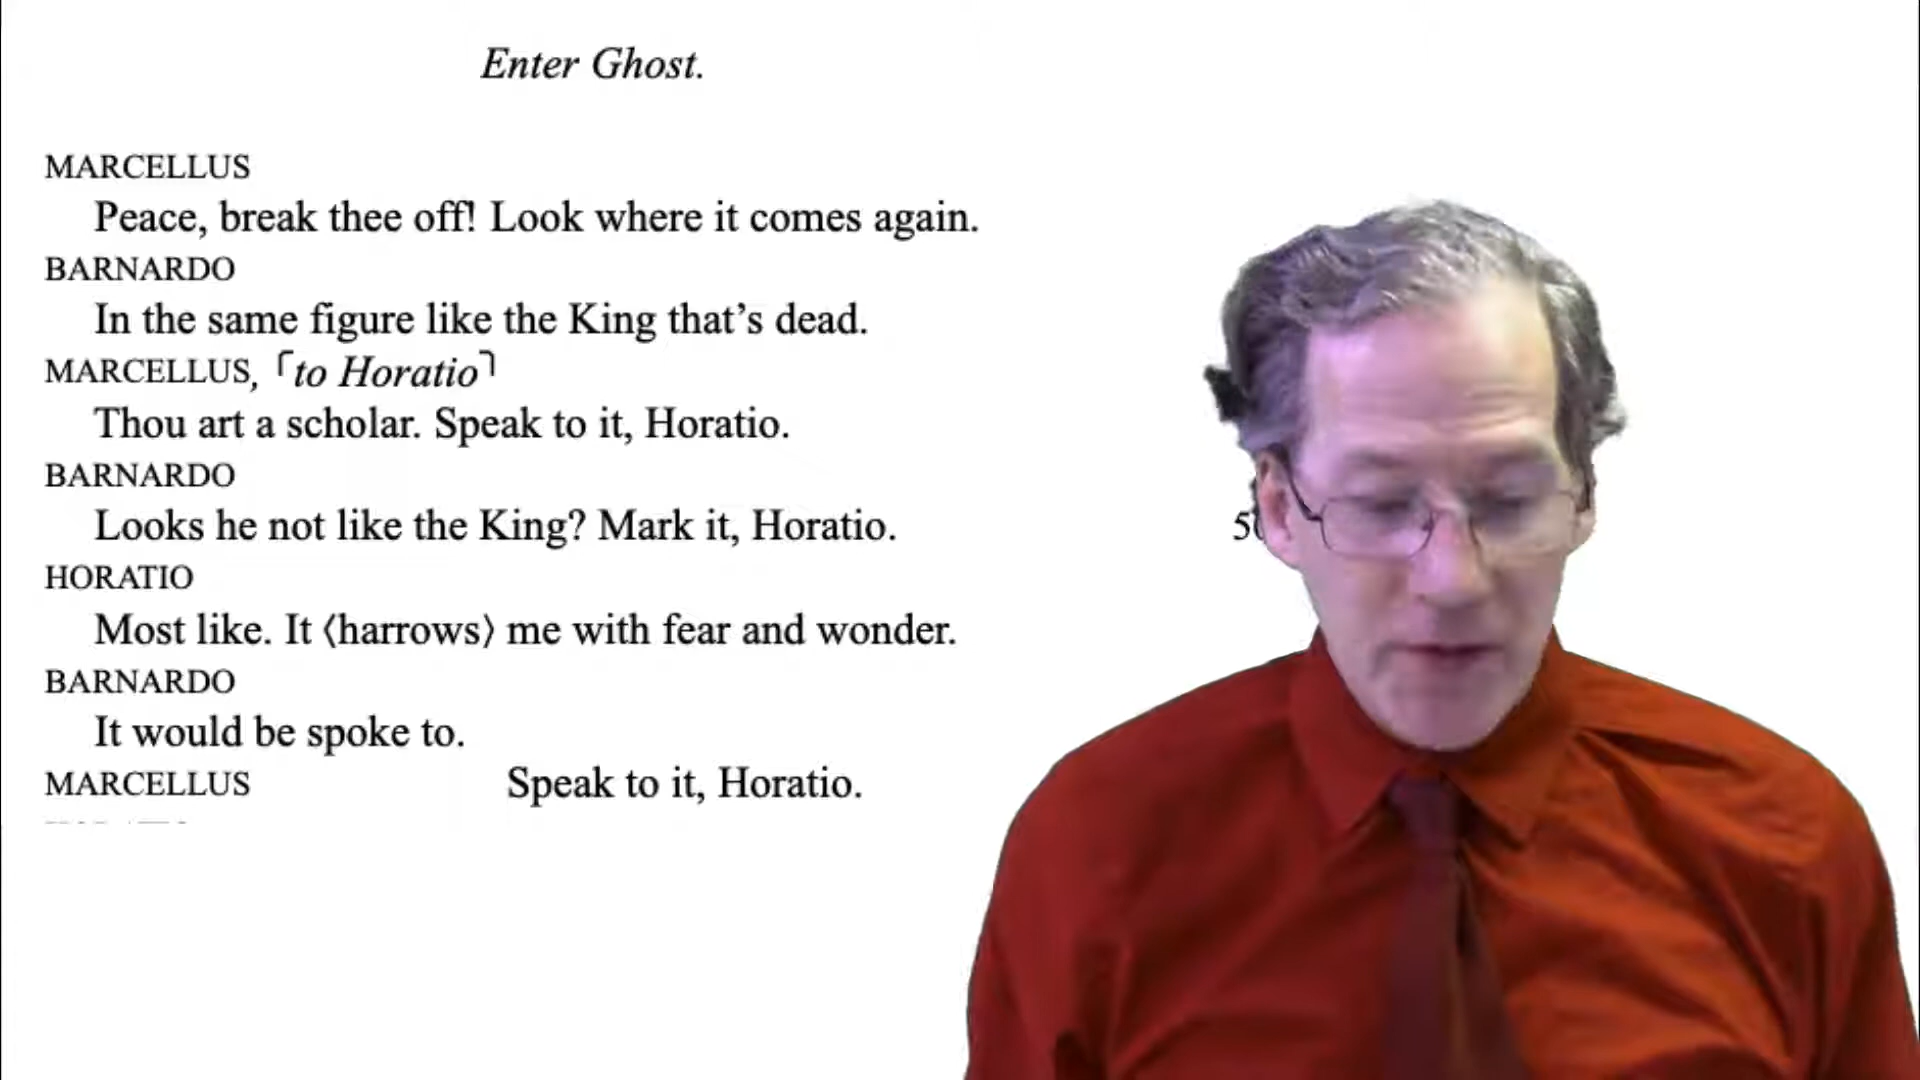 Enter Ghost.
MARCELLUS
Peace, break thee off! Look where it comes again.
BARNARDO
In the same figure like the King that’s dead.
MARCELLUS, ⌜to Horatio⌝
Thou art a scholar. Speak to it, Horatio.
BARNARDO
Looks he not like the King? Mark it, Horatio.
HORATIO
Most like. It ⟨harrows⟩ me with fear and wonder.
BARNARDO
It would be spoke to.
MARCELLUS Speak to it, Horatio.